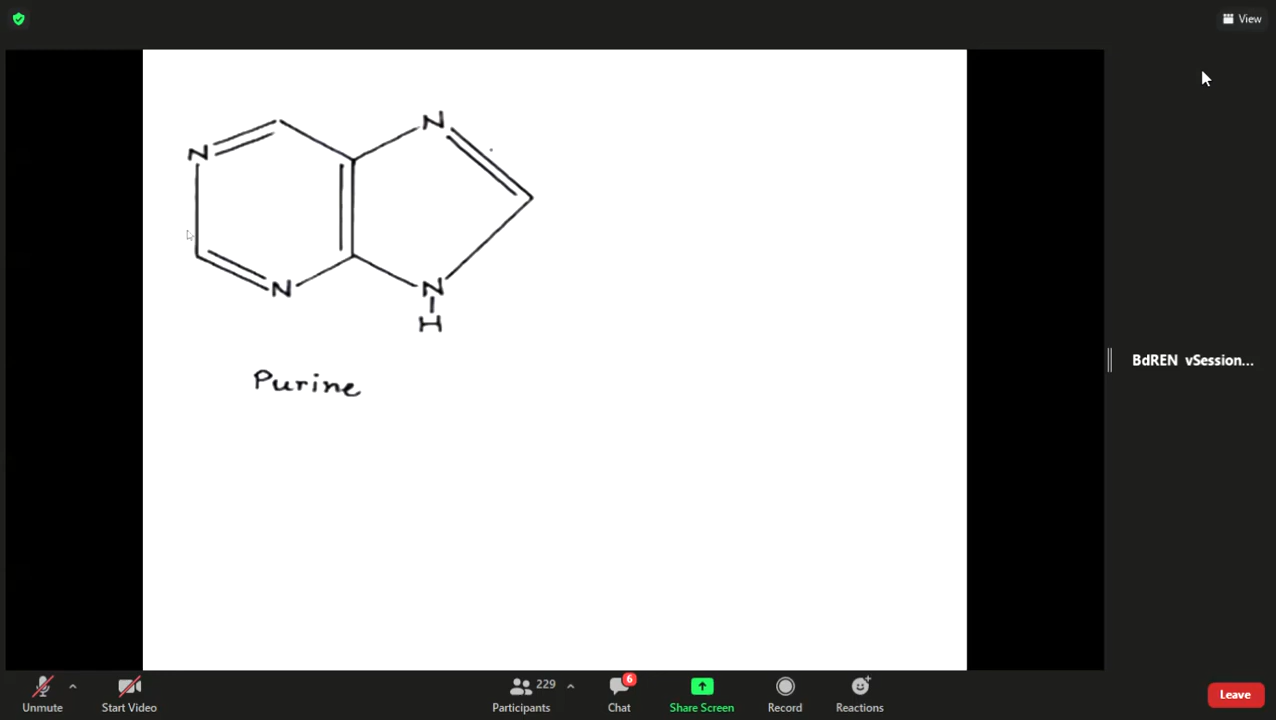 View
N
N
N
N
H
Purine
BdREN vSession...
Unmute
Start Video
229
Participants
6
Chat
Share Screen
Record
Reactions
Leave